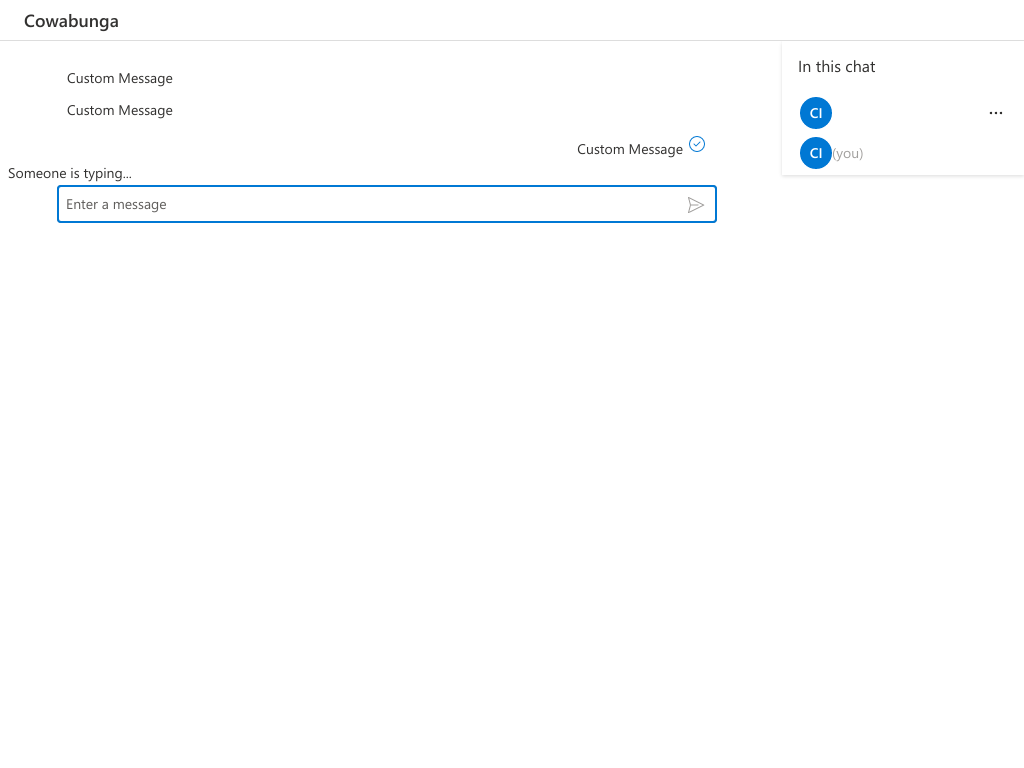 Cowabunga
In this chat
Custom Message
Custom Message
CI
CI (you)
Custom Message
Someone is typing...
Enter a message